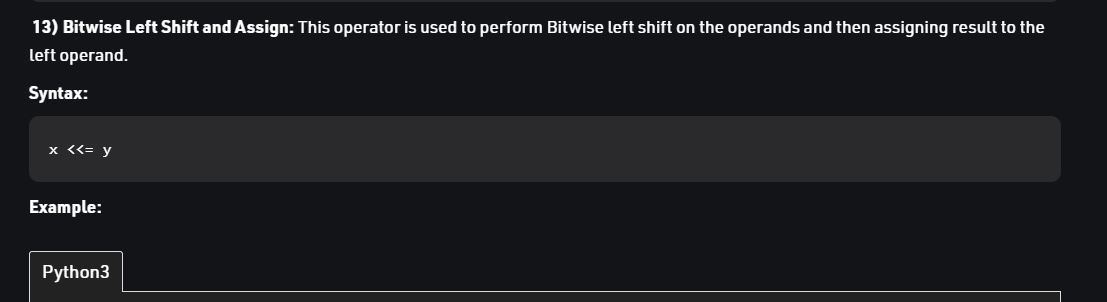 13) Bitwise Left Shift and Assign: This operator is used to perform Bitwise left shift on the operands and then assigning result to the
left operand.
Syntax:
x <<= y
Example:
Python3